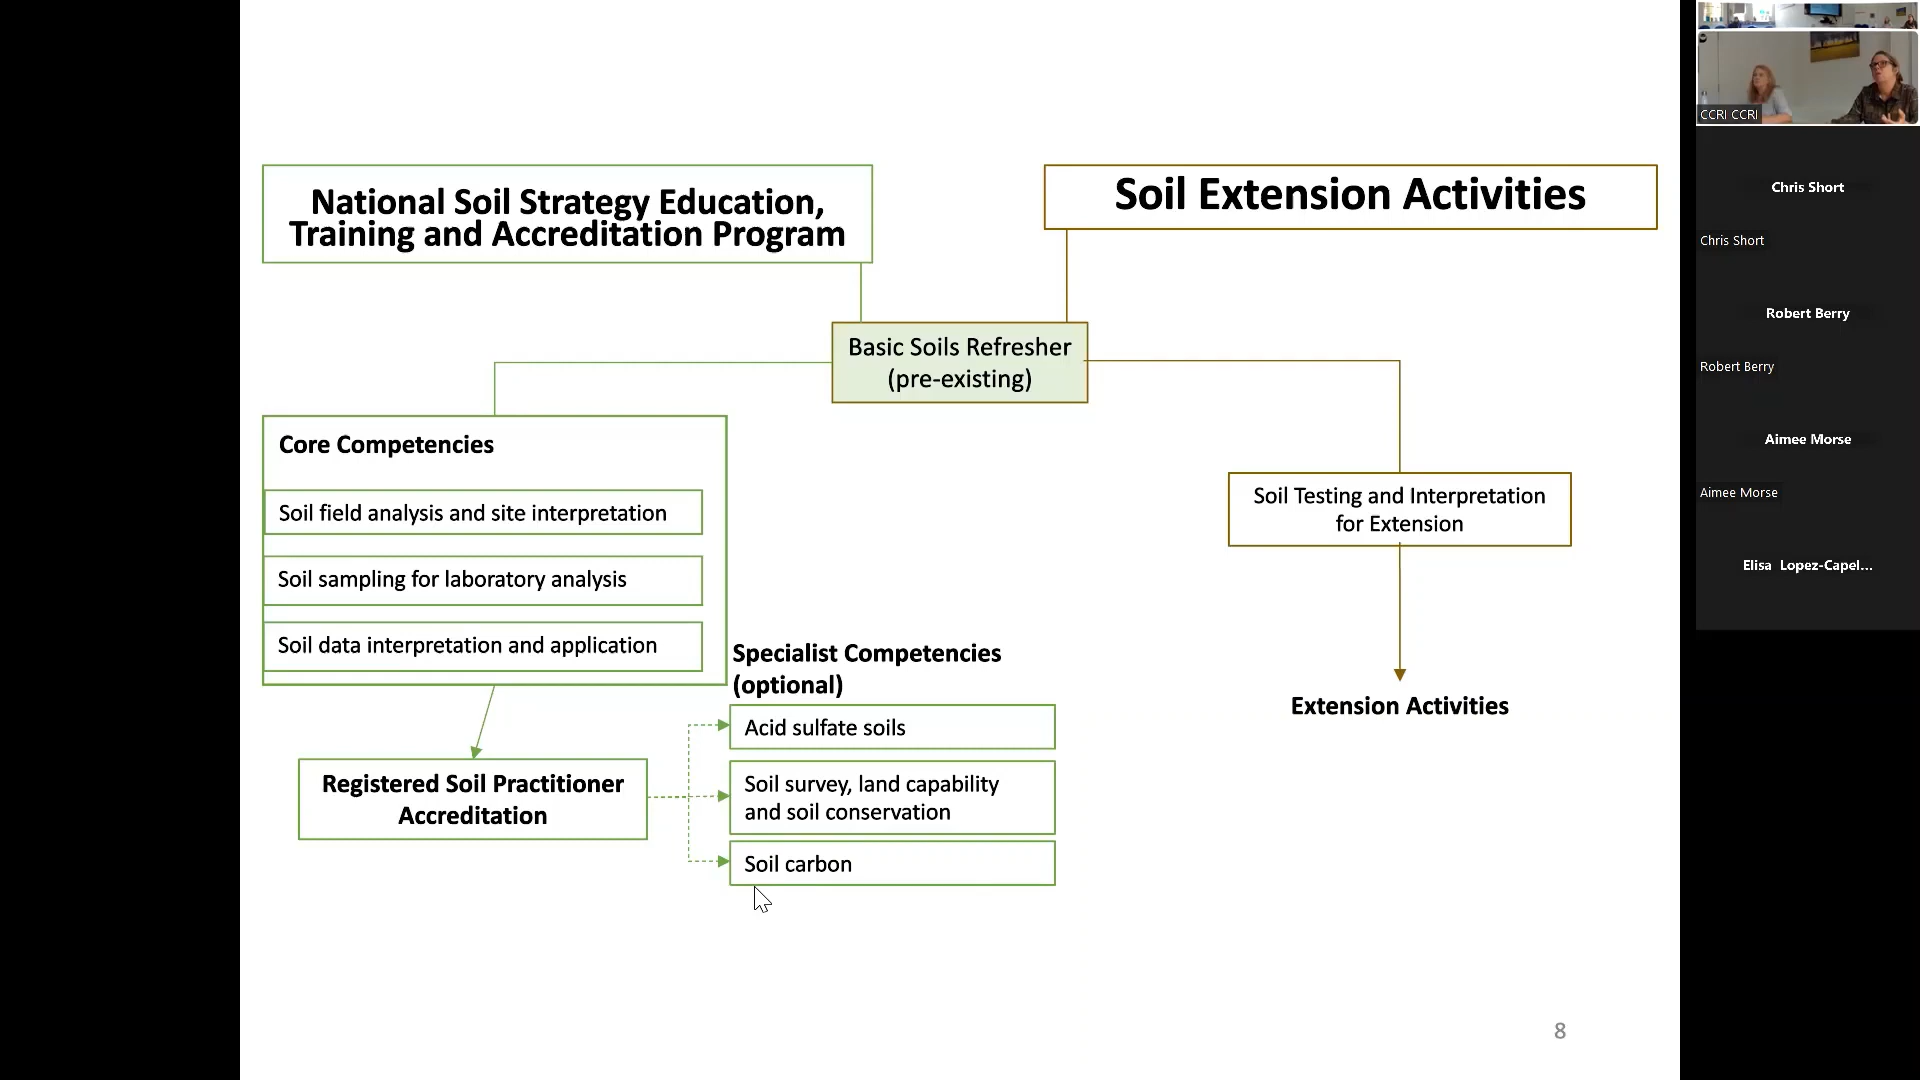 National Soil Strategy Education,
Training and Accreditation Program
Soil Extension Activities
Basic Soils Refresher
(pre-existing)
Core Competencies
Soil field analysis and site interpretation
Soil sampling for laboratory analysis
Soil data interpretation and application
Soil Testing and Interpretation
for Extension
Specialist Competencies
(optional)
Acid sulfate soils
Soil survey, land capability
and soil conservation
Soil carbon
Registered Soil Practitioner
Accreditation
Extension Activities
8
CCRI CCRI
Chris Short
Chris Short
Robert Berry
Robert Berry
Aimee Morse
Aimee Morse
Elisa Lopez-Capel...